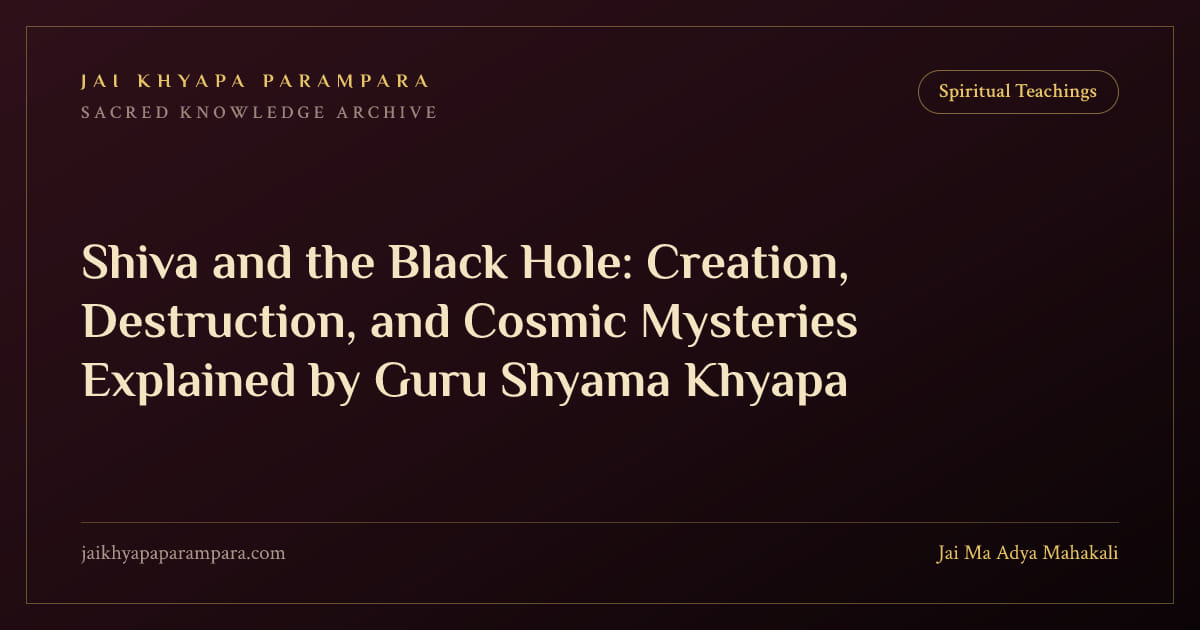 JAI KHYAPA PARAMPARA
SACRED KNOWLEDGE ARCHIVE
Spiritual Teachings
Shiva and the Black Hole: Creation,
Destruction, and Cosmic Mysteries
Explained by Guru Shyama Khyapa
jaikhyapaparampara.com
Jai Ma Adya Mahakali